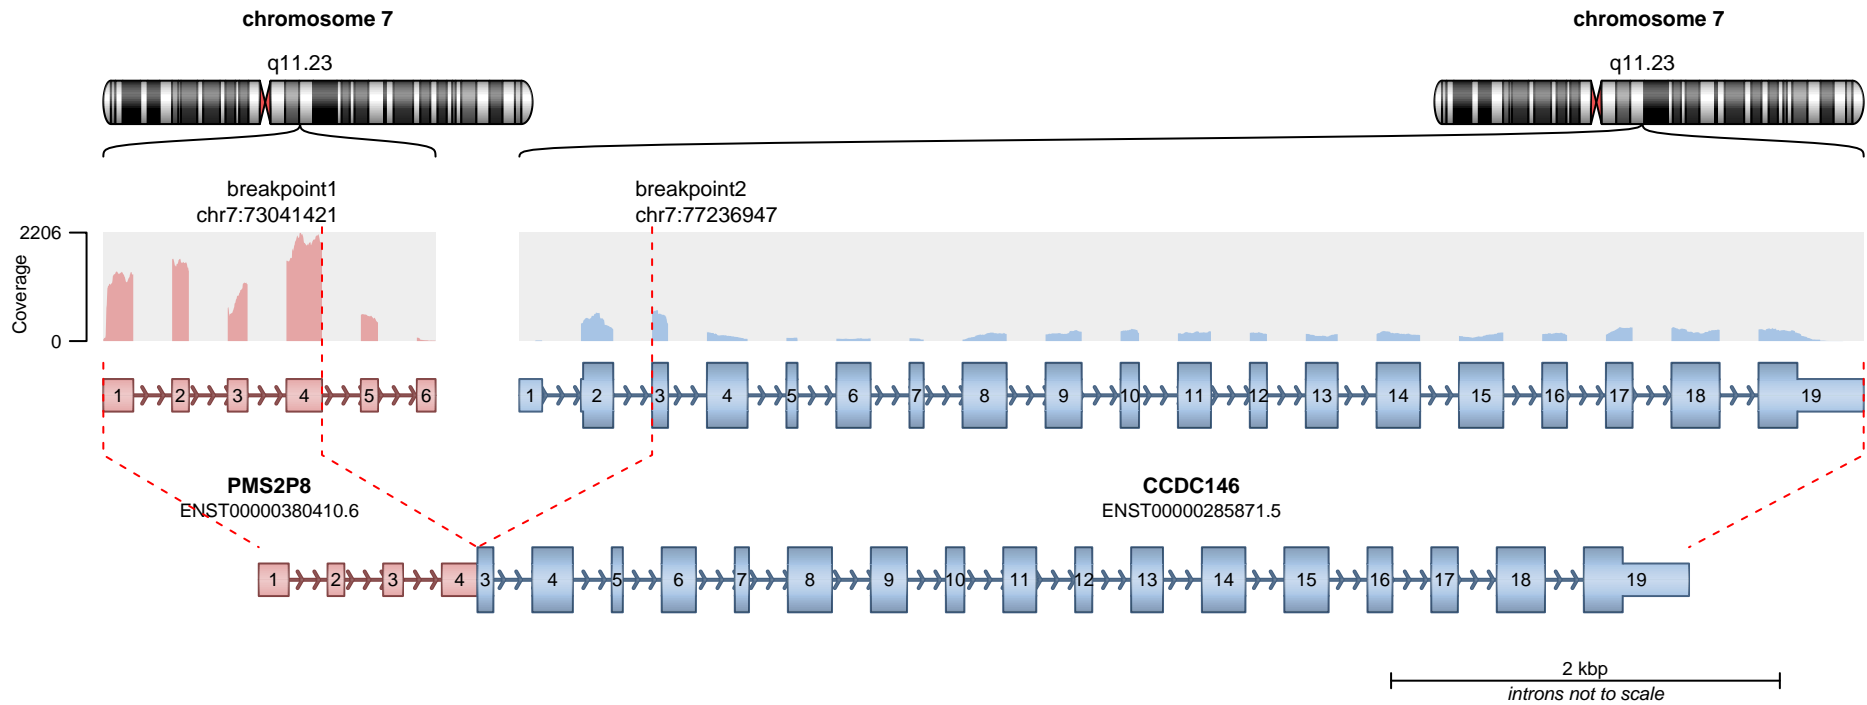 chromosome 7
chromosome 7
q11.23
q11.23
breakpoint1
chr7:73041421
breakpoint2
chr7:77236947
2206
Coverage
0
1 2 3 4 5 6
1 2 3 4 5 6 7 8 9 10 11 12 13 14 15 16 17 18 19
PMS2P8
ENST00000380410.6
CCDC146
ENST00000285871.5
1 2 3 4 3 4 5 6 7 8 9 10 11 12 13 14 15 16 17 18 19
2 kbp
introns not to scale